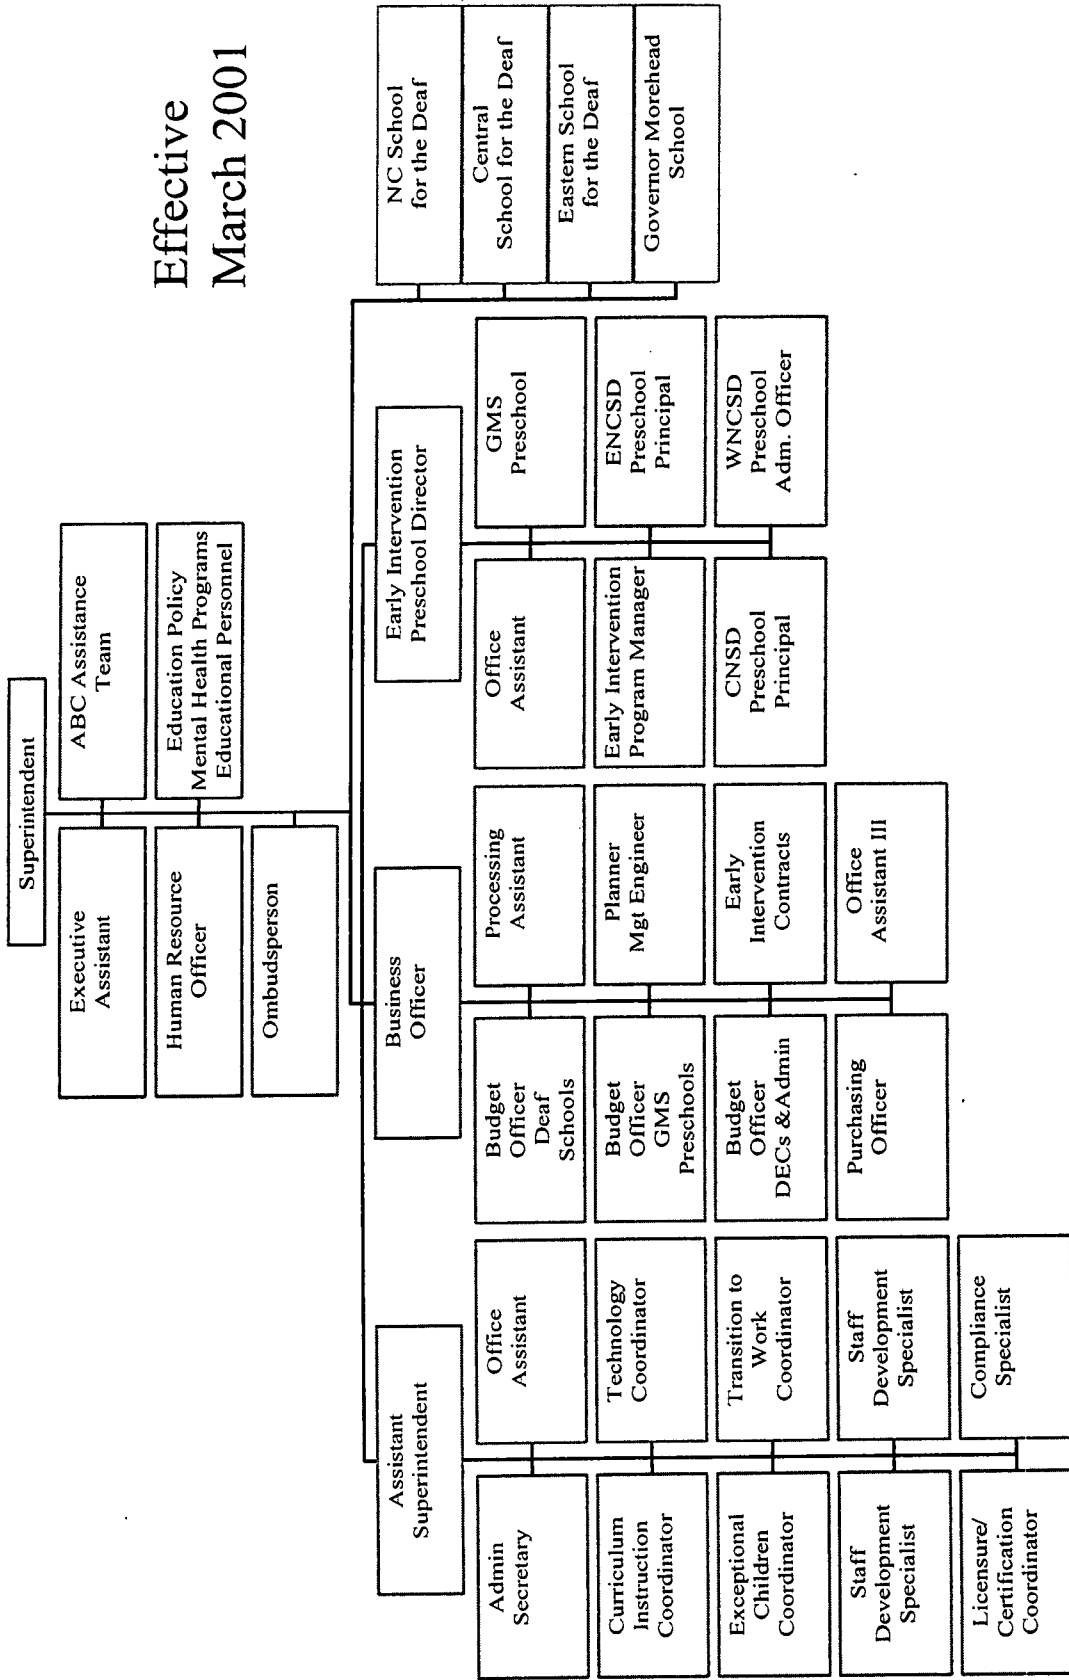 Effective
March 2001
Superintendent
Executive
Assistant
ABC Assistance
Team
Human Resource
Officer
Education Policy
Mental Health Programs
Educational Personnel
Ombudsperson
Assistant
Superintendent
Business
Officer
Early Intervention
Preschool Director
NC School
for the Deaf
Central
School for the Deaf
Eastern School
for the Deaf
Governor Morehead
School
Admin
Secretary
Office
Assistant
Curriculum
Instruction
Coordinator
Technology
Coordinator
Exceptional
Children
Coordinator
Transition to
Work
Coordinator
Staff
Development
Specialist
Staff
Development
Specialist
Licensure/
Certification
Coordinator
Compliance
Specialist
Budget
Officer
Deaf
Schools
Processing
Assistant
Budget
Officer
GMS
Preschools
Planner
Mgt Engineer
Budget
Officer
DECs &Admin
Early
Intervention
Contracts
Purchasing
Officer
Office
Assistant III
Office
Assistant
GMS
Preschool
Early Intervention
Program Manager
ENCSD
Preschool
Principal
CNSD
Preschool
Principal
WNCSD
Preschool
Adm. Officer